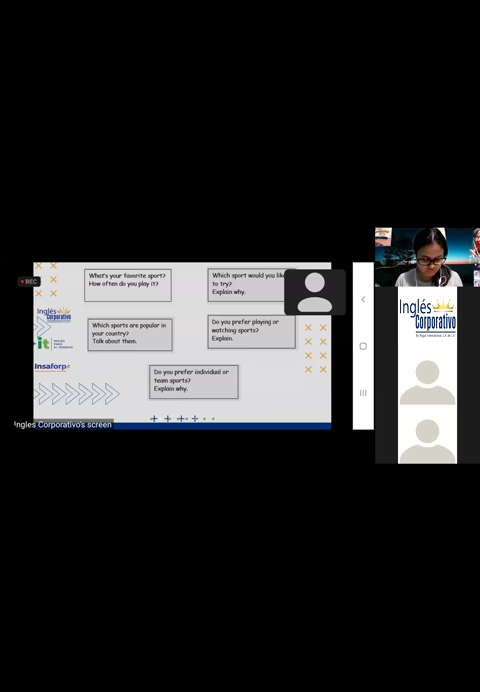 REC
What's your favorite sport?
How often do you play it?
Which sport would you like
to try?
Explain why.
Which sports are popular in
your country?
Talk about them.
Do you prefer playing or
watching sports?
Explain.
Do you prefer individual or
team sports?
Explain why.
Inglés
Corporativo
it
Insaforp
Ingles Corporativo's screen
Inglés
Corporativo